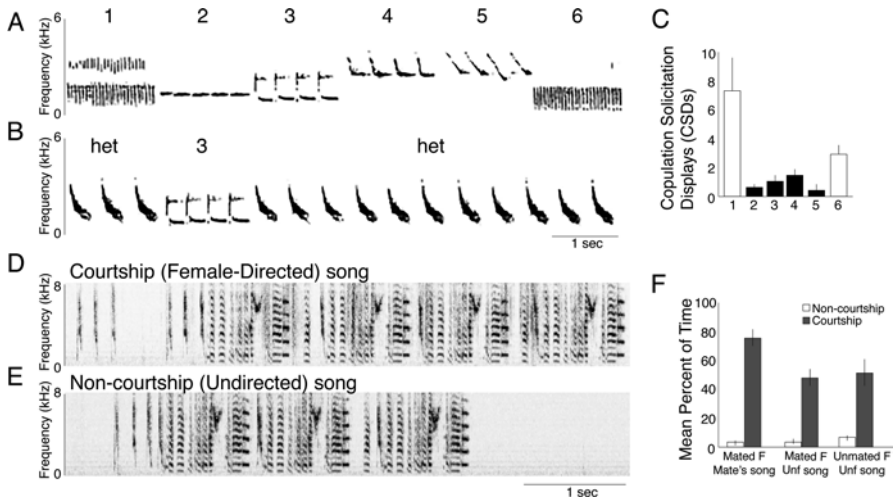 A
Frequency (kHz)
6
0
1 2 3 4 5 6
B
Frequency (kHz)
6
0
het 3 het
1 sec
C
Copulation Solicitation
Displays (CSDs)
10
8
6
4
2
0
1 2 3 4 5 6
D
Courtship (Female-Directed) song
Frequency (kHz)
8
0
E
Non-courtship (Undirected) song
Frequency (kHz)
8
0
1 sec
F
Mean Percent of Time
100
80
60
40
20
0
Non-courtship
Courtship
Mated F Mated F Unmated F
Mate's song Unf song Unf song